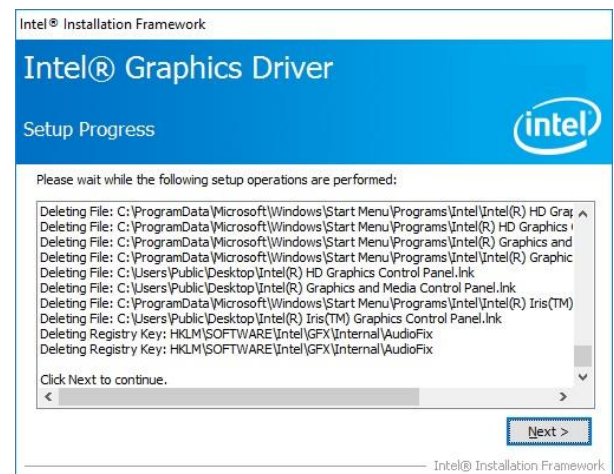 Intel® Installation Framework
Intel® Graphics Driver
Setup Progress
intel
Please wait while the following setup operations are performed:
Deleting File: C:\ProgramData\Microsoft\Windows\Start Menu\Programs\Intel\Intel(R) HD Grap
Deleting File: C:\ProgramData\Microsoft\Windows\Start Menu\Programs\Intel(R) HD Graphics
Deleting File: C:\ProgramData\Microsoft\Windows\Start Menu\Programs\Intel(R) Graphics and
Deleting File: C:\ProgramData\Microsoft\Windows\Start Menu\Programs\Intel(R) Graphic
Deleting File: C:\Users\Public\Desktop\Intel(R) HD Graphics Control Panel.lnk
Deleting File: C:\Users\Public\Desktop\Intel(R) Graphics and Media Control Panel.lnk
Deleting File: C:\ProgramData\Microsoft\Windows\Start Menu\Programs\Intel\Intel(R) Iris(TM)
Deleting File: C:\Users\Public\Desktop\Intel(R) Iris(TM) Graphics Control Panel.lnk
Deleting Registry Key: HKLM\SOFTWARE\Intel\GFX\Internal\AudioFix
Deleting Registry Key: HKLM\SOFTWARE\Intel\GFX\Internal\AudioFix
Click Next to continue.
Next >
Intel® Installation Framework